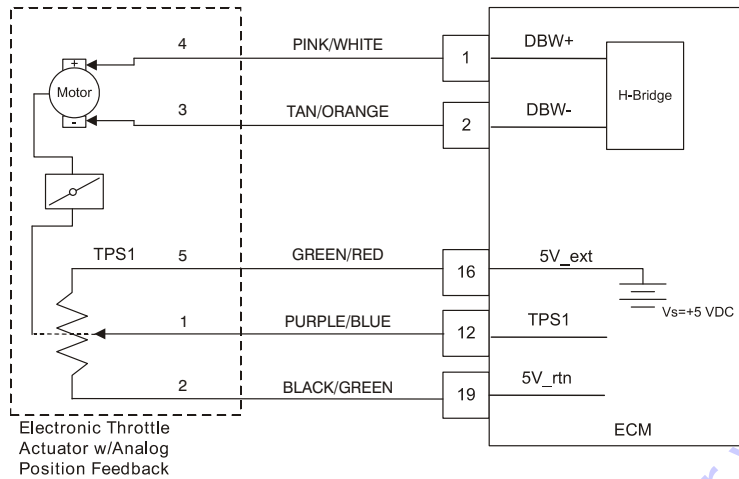 4 PINK/WHITE 1 DBW+
+
Motor
-
H-Bridge
3 TAN/ORANGE 2 DBW-
TPS1 5 GREEN/RED 16 5V_ext
Vs=+5 VDC
1 PURPLE/BLUE 12 TPS1
2 BLACK/GREEN 19 5V_rtn
ECM
Electronic Throttle
Actuator w/Analog
Position Feedback